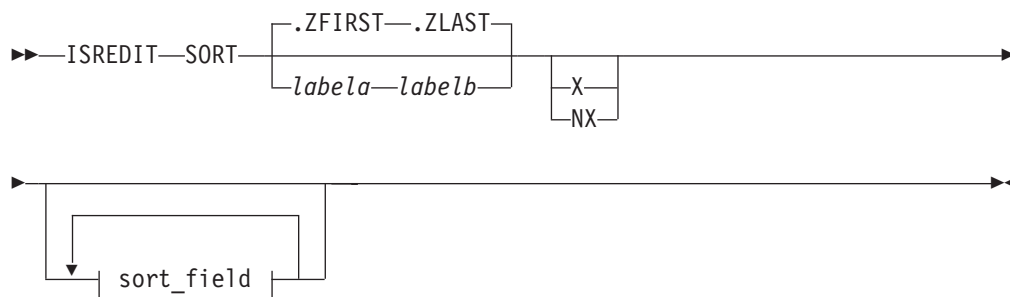 .ZFIRST .ZLAST
ISREDIT SORT
labela labelb
X
NX
sort_field